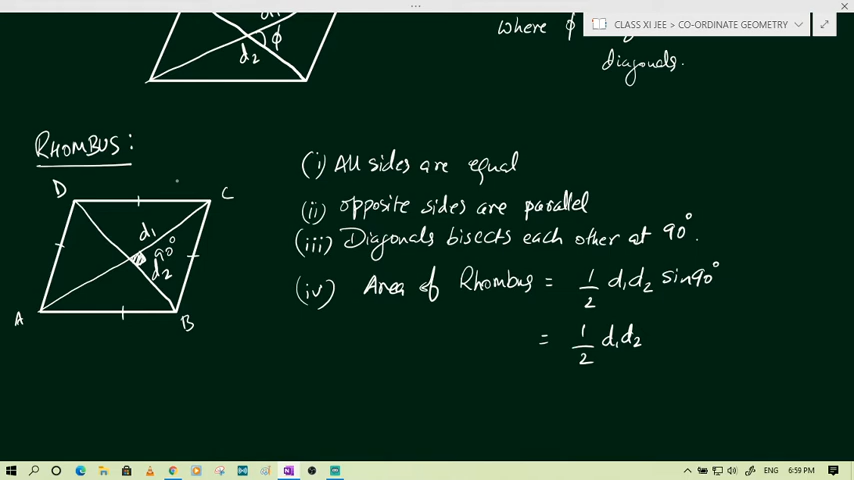 CLASS XI JEE > CO-ORDINATE GEOMETRY
where ϕ
diagonals.
ϕ
d2
RHOMBUS:
D
C
d1
90°
d2
A
B
(i) All sides are equal
(ii) opposite sides are parallel
(iii) Diagonals bisects each other at 90°.
(iv) Area of Rhombus = 1/2 d1d2 sin90°
= 1/2 d1d2
ENG
6:59 PM